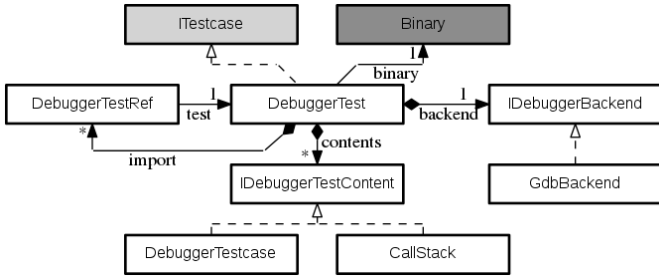 ITestcase
Binary
1
binary
DebuggerTestRef
1
test
DebuggerTest
1
backend
IDebuggerBackend
*
import
contents
*
IDebuggerTestContent
GdbBackend
DebuggerTestcase
CallStack